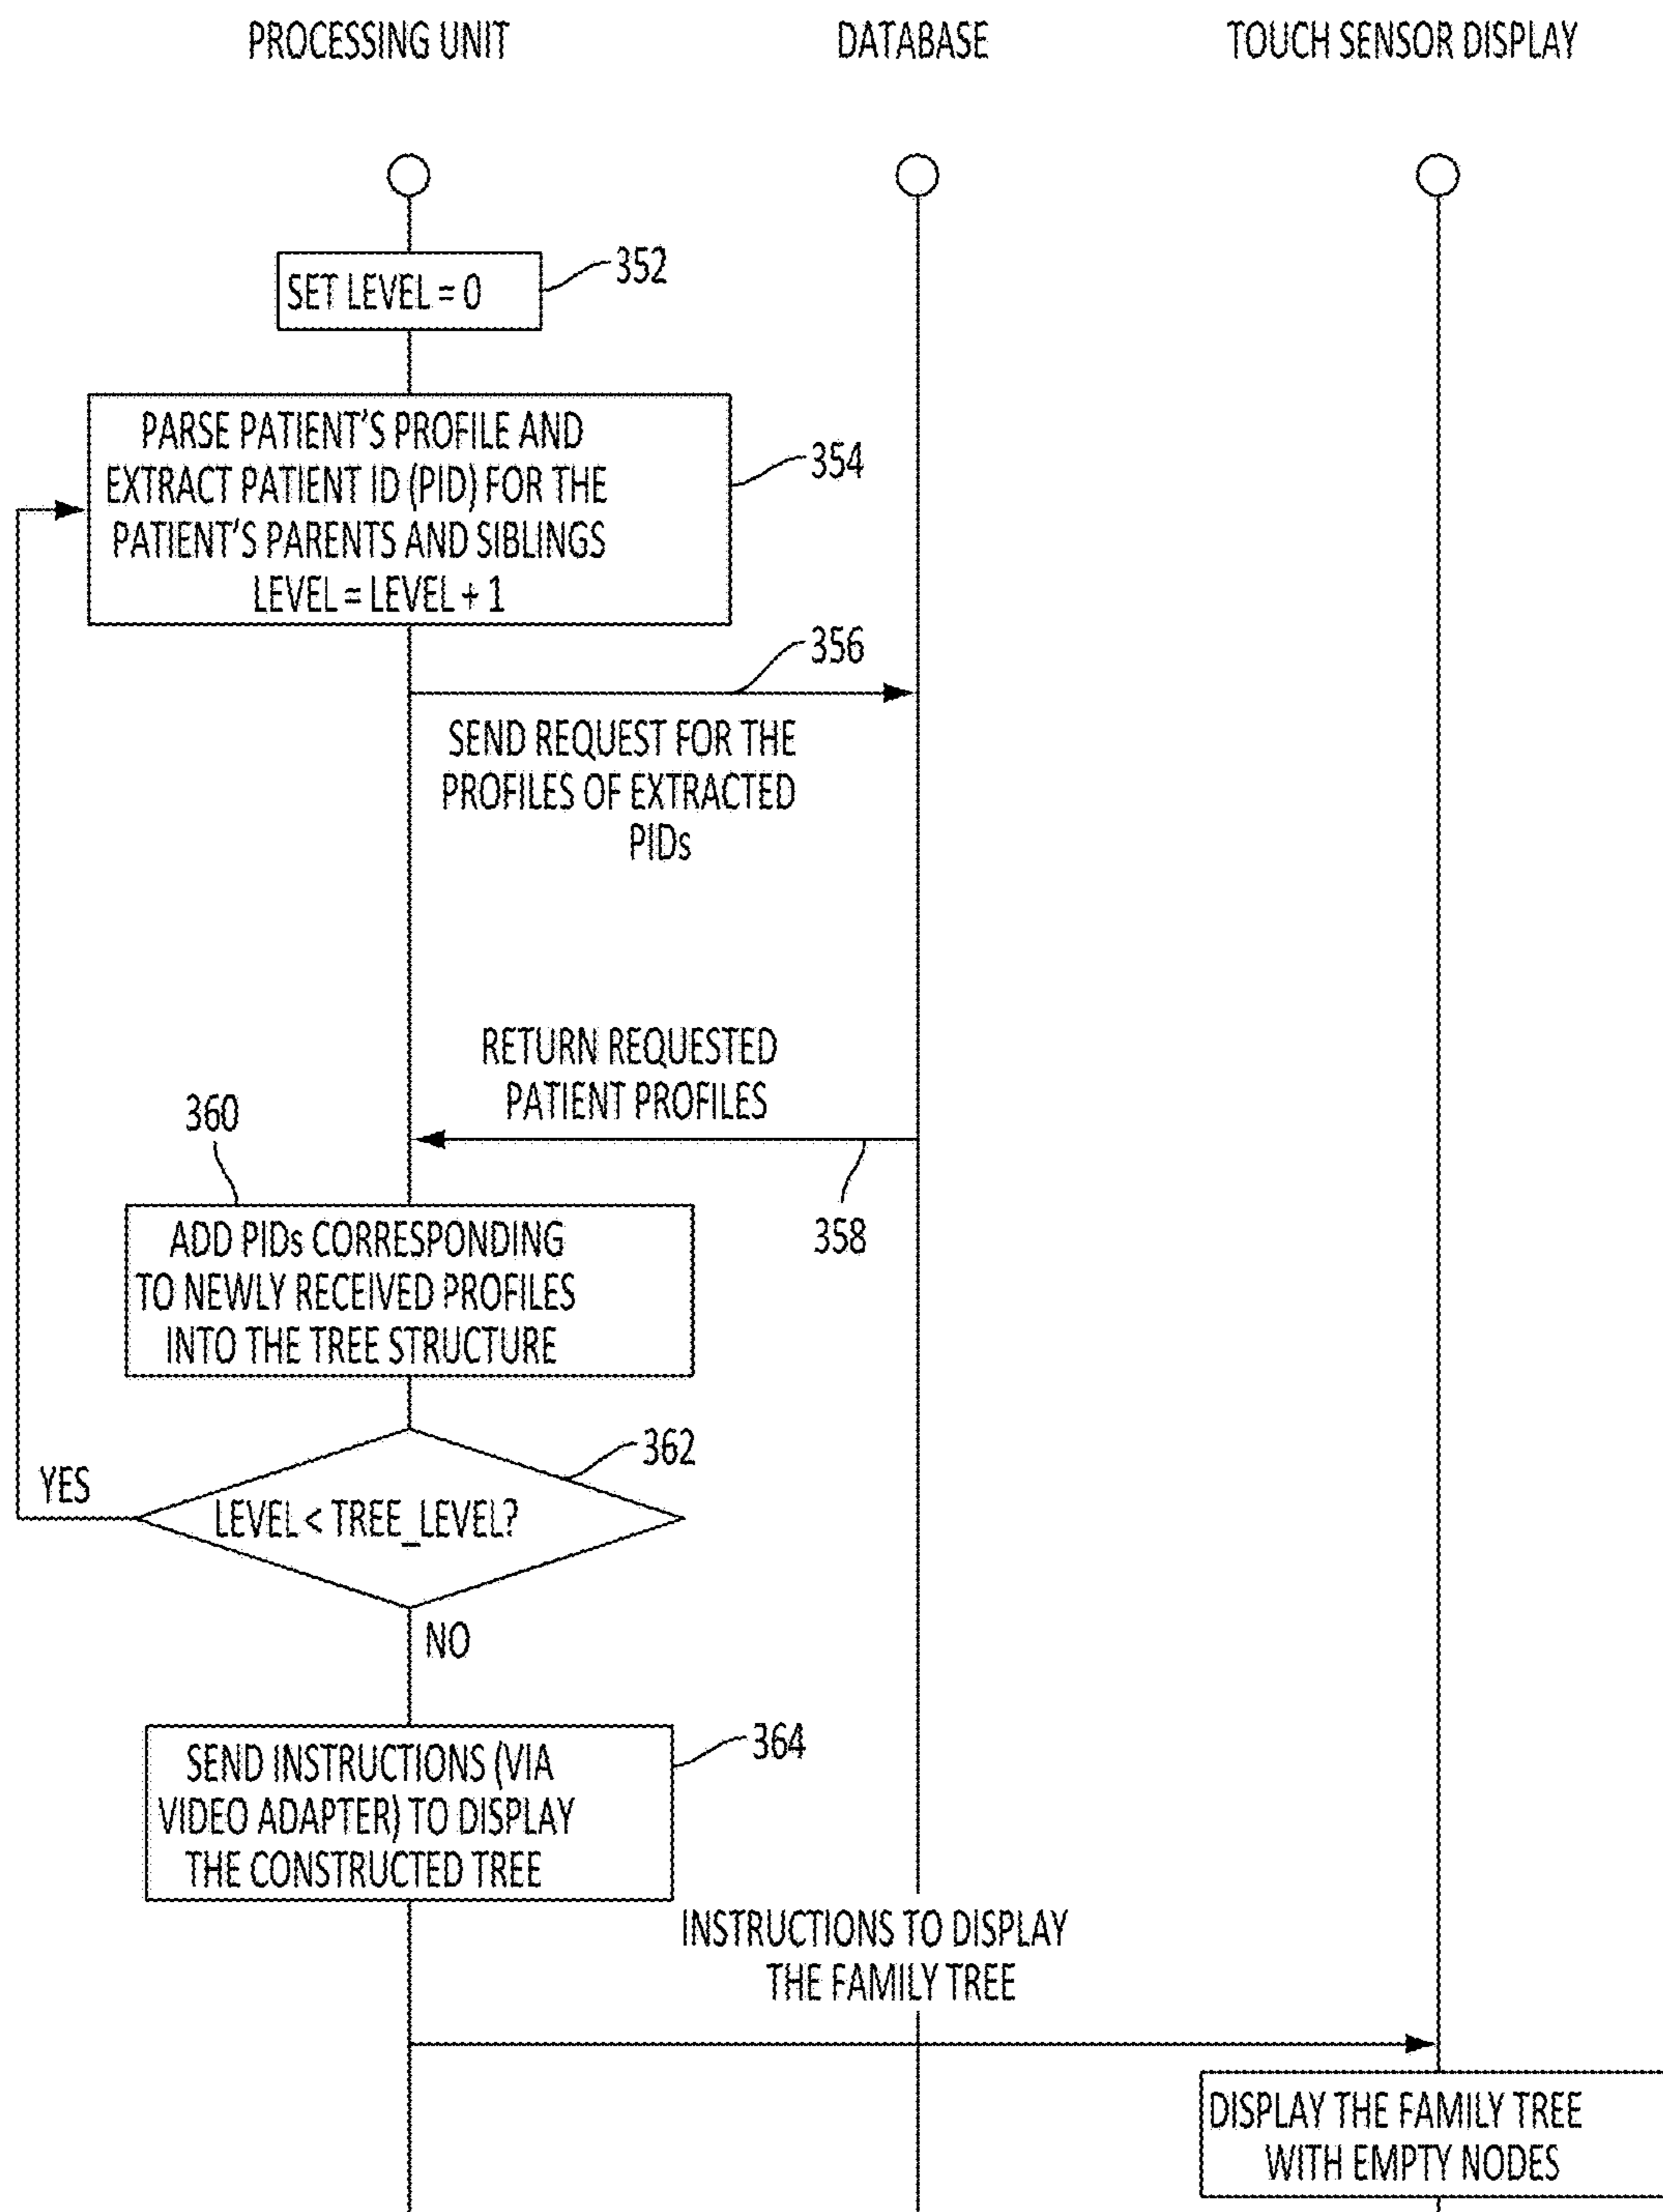 PROCESSING UNIT
DATABASE
TOUCH SENSOR DISPLAY
SET LEVEL = 0
352
PARSE PATIENT'S PROFILE AND
EXTRACT PATIENT ID (PID) FOR THE
PATIENT'S PARENTS AND SIBLINGS
LEVEL = LEVEL + 1
354
356
SEND REQUEST FOR THE
PROFILES OF EXTRACTED
PIDs
RETURN REQUESTED
PATIENT PROFILES
358
360
ADD PIDs CORRESPONDING
TO NEWLY RECEIVED PROFILES
INTO THE TREE STRUCTURE
362
YES
LEVEL < TREE_LEVEL?
NO
364
SEND INSTRUCTIONS (VIA
VIDEO ADAPTER) TO DISPLAY
THE CONSTRUCTED TREE
INSTRUCTIONS TO DISPLAY
THE FAMILY TREE
DISPLAY THE FAMILY TREE
WITH EMPTY NODES